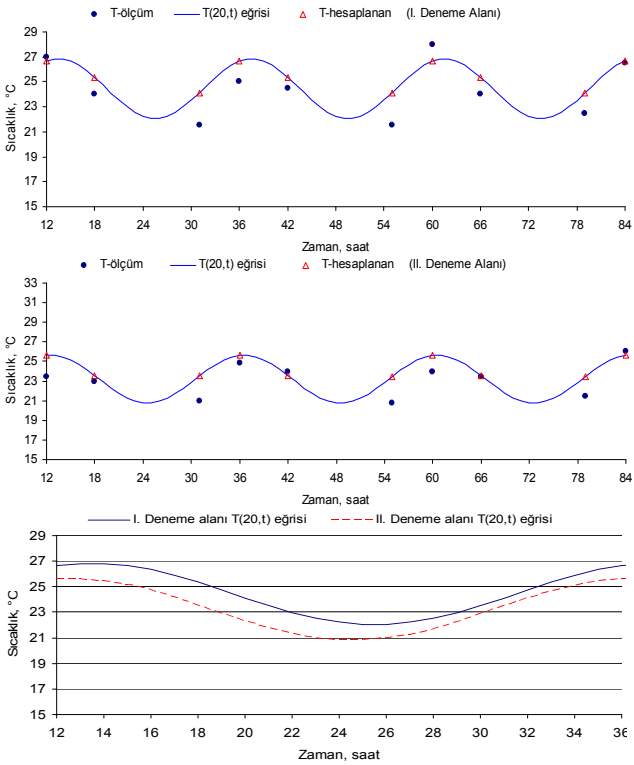 T-ölçüm T(20,t) eğrisi T-hesaplanan (I. Deneme Alanı)
29
27
25
23
21
19
17
15
Sıcaklık, °C
12 18 24 30 36 42 48 54 60 66 72 78 84
Zaman, saat
T-ölçüm T(20,t) eğrisi T-hesaplanan (II. Deneme Alanı)
33
31
29
27
25
23
21
19
17
15
Sıcaklık, °C
12 18 24 30 36 42 48 54 60 66 72 78 84
Zaman, saat
I. Deneme alanı T(20,t) eğrisi II. Deneme alanı T(20,t) eğrisi
29
27
25
23
21
19
17
15
Sıcaklık, °C
12 14 16 18 20 22 24 26 28 30 32 34 36
Zaman, saat